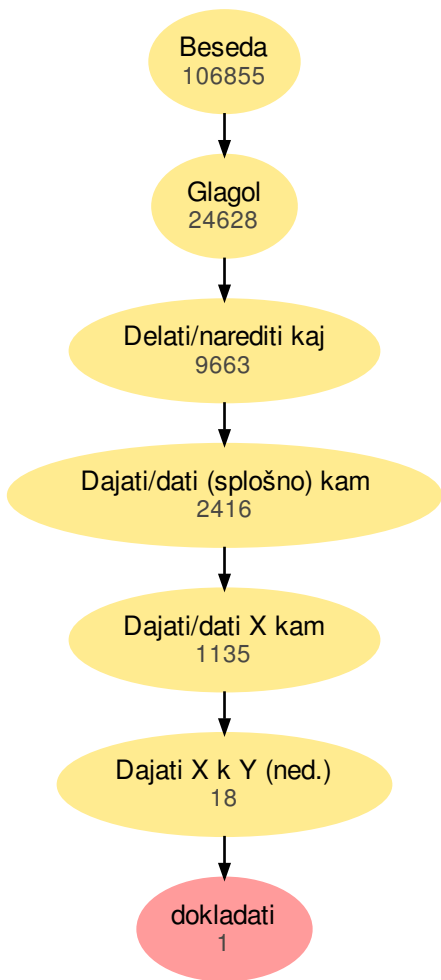 Beseda
106855
Glagol
24628
Delati/narediti kaj
9663
Dajati/dati (splošno) kam
2416
Dajati/dati X kam
1135
Dajati X k Y (ned.)
18
dokladati
1